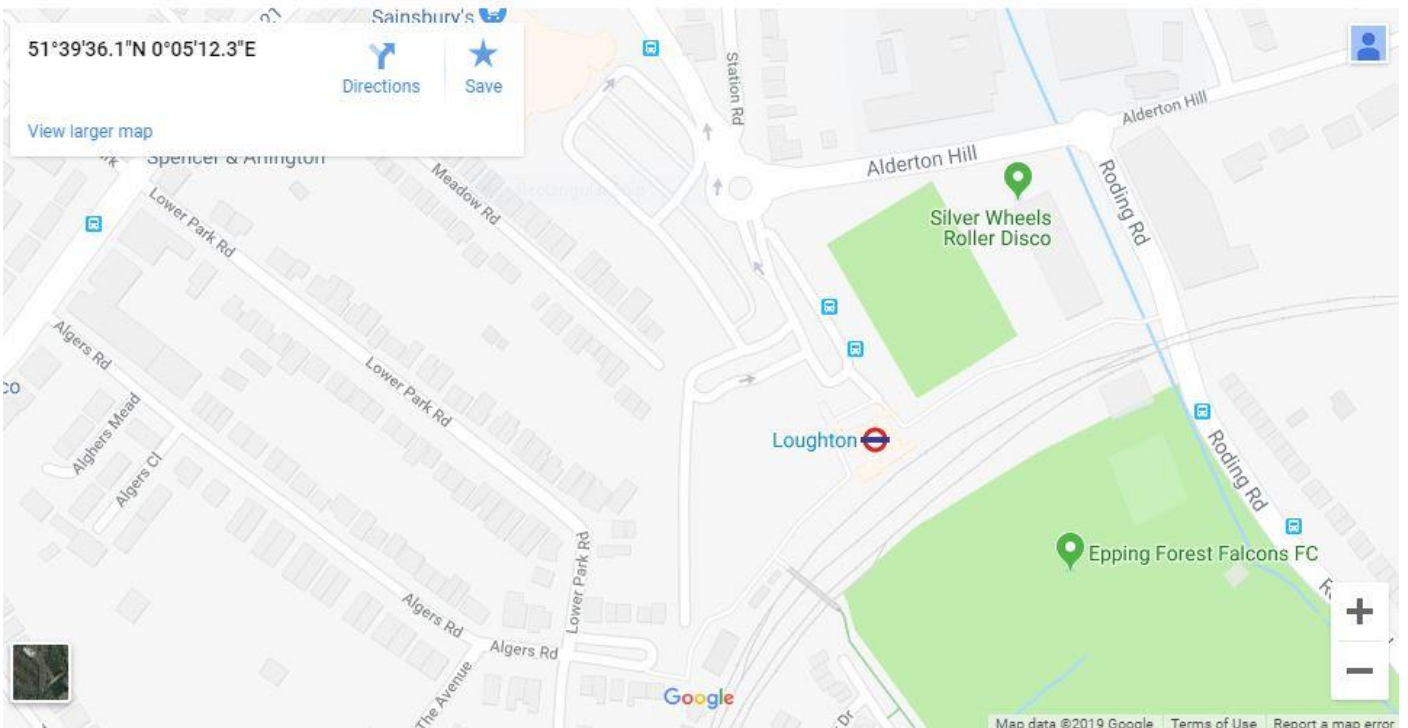 Sainsbury's
51°39'36.1"N 0°05'12.3"E
Directions
Save
View larger map
Spencer & Arlington
Station Rd
Alderton Hill
Alderton Hill
Meadow Rd
Lower Park Rd
Roding Rd
Silver Wheels
Roller Disco
Algers Rd
Lower Park Rd
Alghers Mead
Algers Cl
Loughton
Roding Rd
Epping Forest Falcons FC
Lower Park Rd
Algers Rd
Algers Rd
The Avenue
Google
Dr
Map data ©2019 Google
Terms of Use
Report a map error